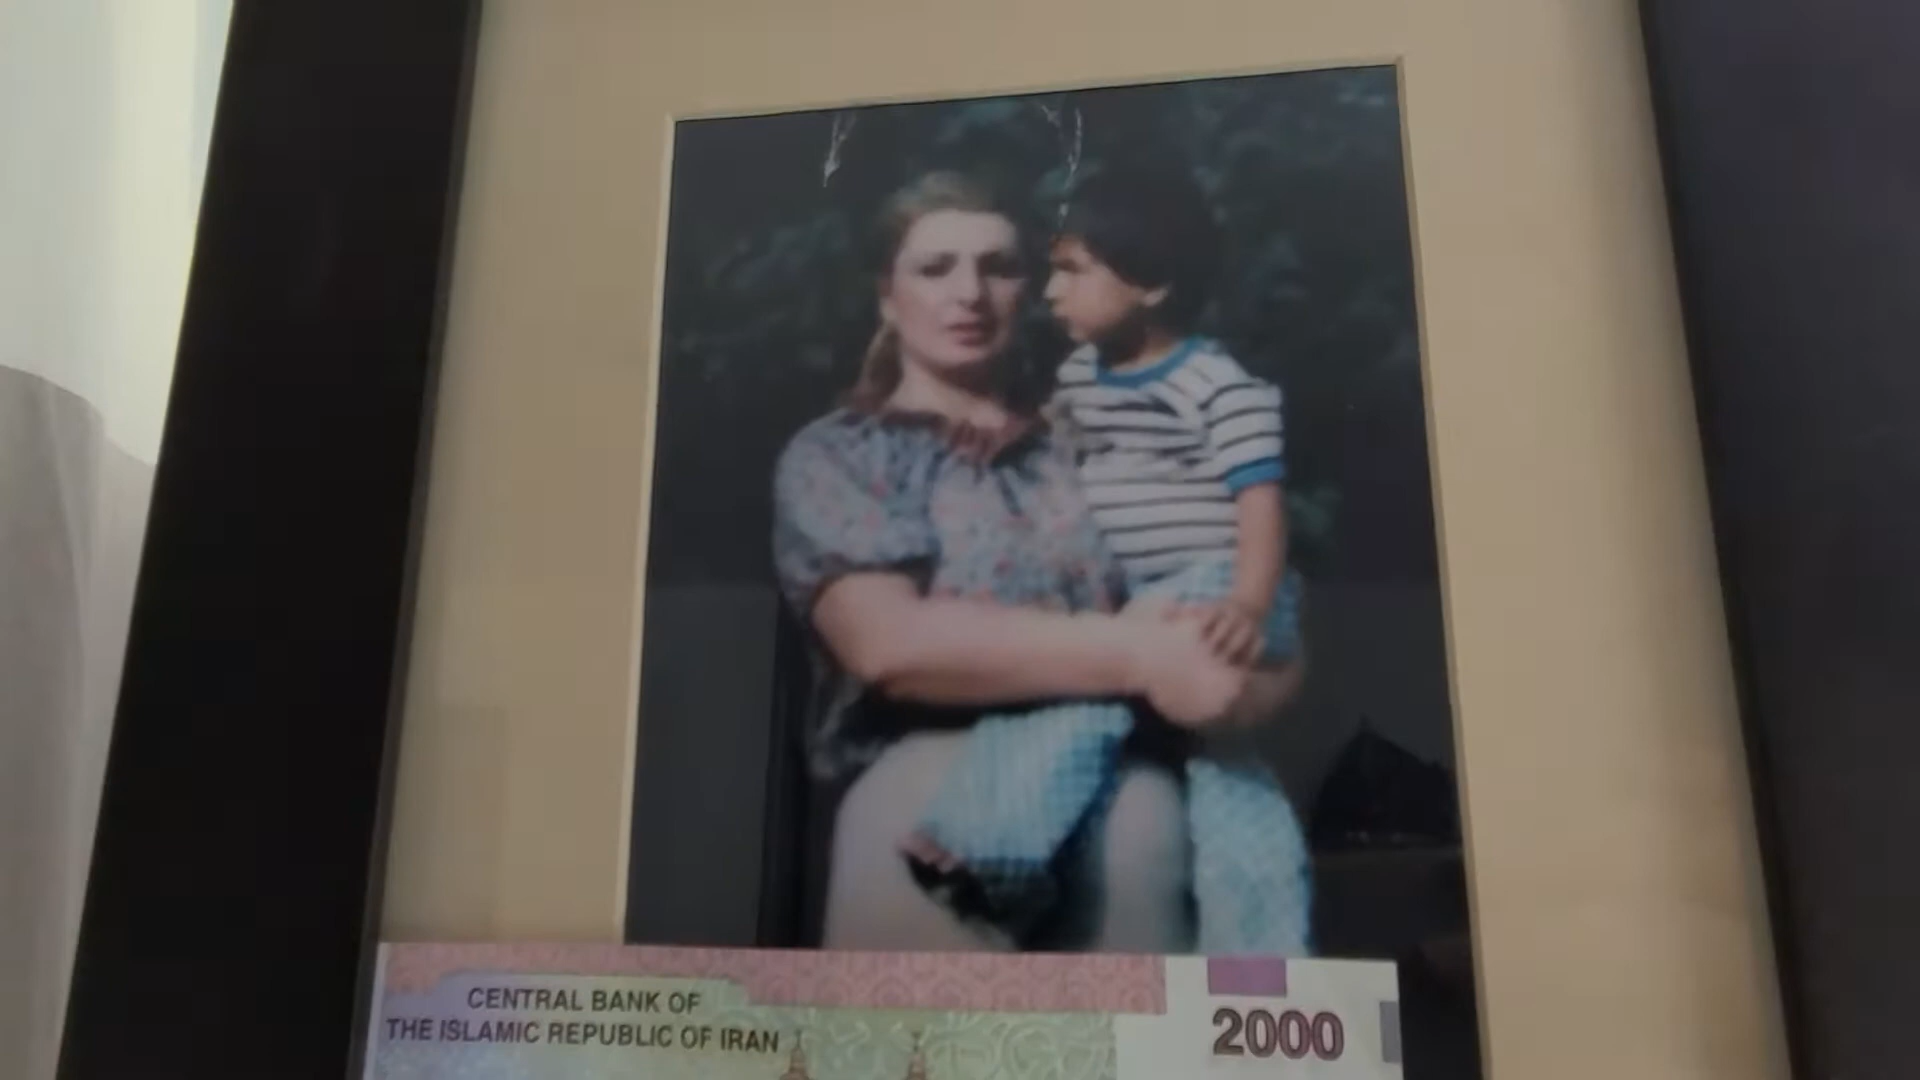 CENTRAL BANK OF
THE ISLAMIC REPUBLIC OF IRAN
2000